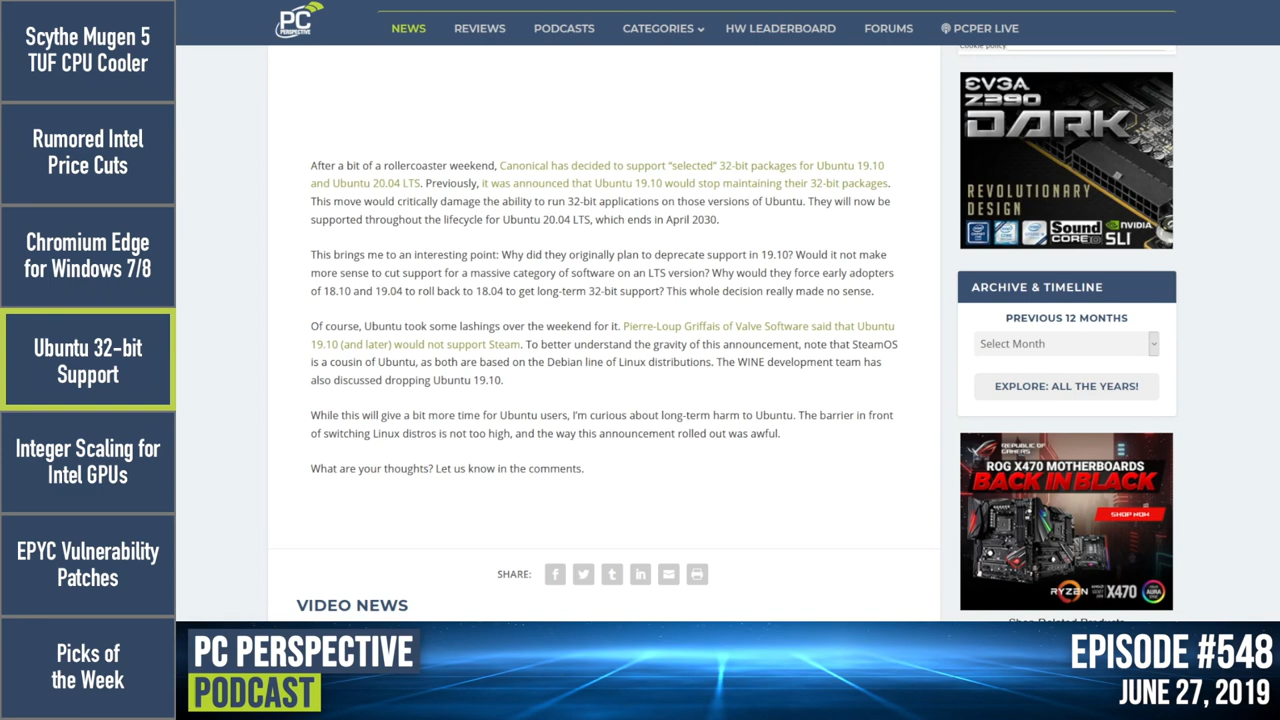 Scythe Mugen 5
TUF CPU Cooler
Rumored Intel
Price Cuts
Chromium Edge
for Windows 7/8
Ubuntu 32-bit
Support
Integer Scaling for
Intel GPUs
EPYC Vulnerability
Patches
Picks of
the Week
PC
PERSPECTIVE
NEWS REVIEWS PODCASTS CATEGORIES HW LEADERBOARD FORUMS PCPER LIVE
Cookie policy
After a bit of a rollercoaster weekend, Canonical has decided to support “selected” 32-bit packages for Ubuntu 19.10
and Ubuntu 20.04 LTS. Previously, it was announced that Ubuntu 19.10 would stop maintaining their 32-bit packages.
This move would critically damage the ability to run 32-bit applications on those versions of Ubuntu. They will now be
supported throughout the lifecycle for Ubuntu 20.04 LTS, which ends in April 2030.
This brings me to an interesting point: Why did they originally plan to deprecate support in 19.10? Would it not make
more sense to cut support for a massive category of software on an LTS version? Why would they force early adopters
of 18.10 and 19.04 to roll back to 18.04 to get long-term 32-bit support? This whole decision really made no sense.
Of course, Ubuntu took some lashings over the weekend for it. Pierre-Loup Griffais of Valve Software said that Ubuntu
19.10 (and later) would not support Steam. To better understand the gravity of this announcement, note that SteamOS
is a cousin of Ubuntu, as both are based on the Debian line of Linux distributions. The WINE development team has
also discussed dropping Ubuntu 19.10.
While this will give a bit more time for Ubuntu users, I’m curious about long-term harm to Ubuntu. The barrier in front
of switching Linux distros is not too high, and the way this announcement rolled out was awful.
What are your thoughts? Let us know in the comments.
SHARE:
VIDEO NEWS
EVGA
Z390
DARK
REVOLUTIONARY
DESIGN
Sound
CORE3D
NVIDIA
SLI
ARCHIVE & TIMELINE
PREVIOUS 12 MONTHS
Select Month
EXPLORE: ALL THE YEARS!
REPUBLIC OF
GAMERS
ROG X470 MOTHERBOARDS
BACK IN BLACK
SHOP NOW
RYZEN X470 AURA
Shop Related Products
PC PERSPECTIVE
PODCAST
EPISODE #548
JUNE 27, 2019